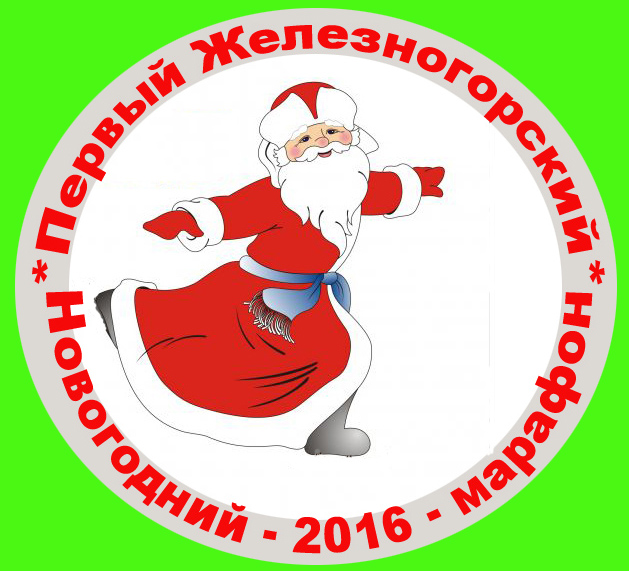 * Первый Железногорский *
Новогодний - 2016 - марафон